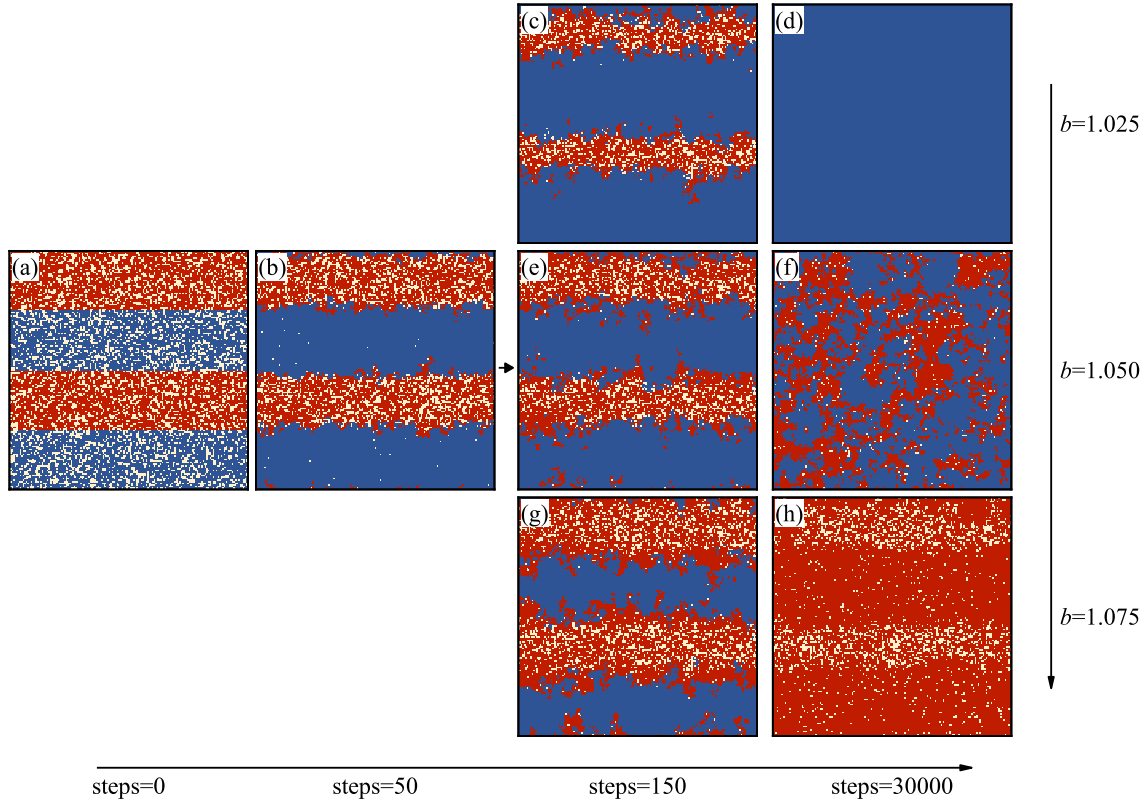 (c)
(d)
b=1.025
(a)
(b)
(e)
(f)
b=1.050
(g)
(h)
b=1.075
steps=0
steps=50
steps=150
steps=30000